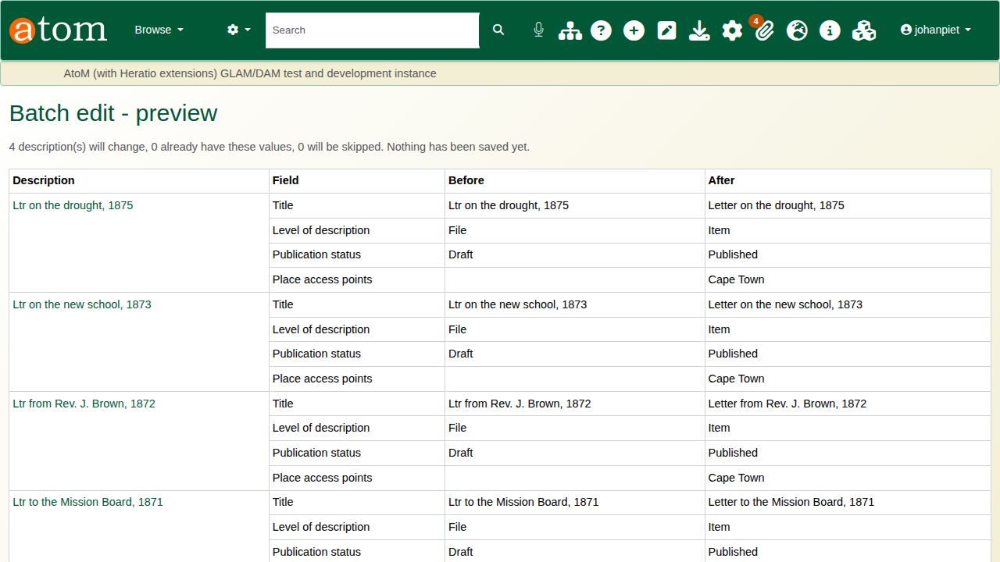 atom
Browse
Search
4
johanpiet
AtoM (with Heratio extensions) GLAM/DAM test and development instance
Batch edit - preview
4 description(s) will change, 0 already have these values, 0 will be skipped. Nothing has been saved yet.
Description Field Before After
Ltr on the drought, 1875 Title Ltr on the drought, 1875 Letter on the drought, 1875
Level of description File Item
Publication status Draft Published
Place access points Cape Town
Ltr on the new school, 1873 Title Ltr on the new school, 1873 Letter on the new school, 1873
Level of description File Item
Publication status Draft Published
Place access points Cape Town
Ltr from Rev. J. Brown, 1872 Title Ltr from Rev. J. Brown, 1872 Letter from Rev. J. Brown, 1872
Level of description File Item
Publication status Draft Published
Place access points Cape Town
Ltr to the Mission Board, 1871 Title Ltr to the Mission Board, 1871 Letter to the Mission Board, 1871
Level of description File Item
Publication status Draft Published